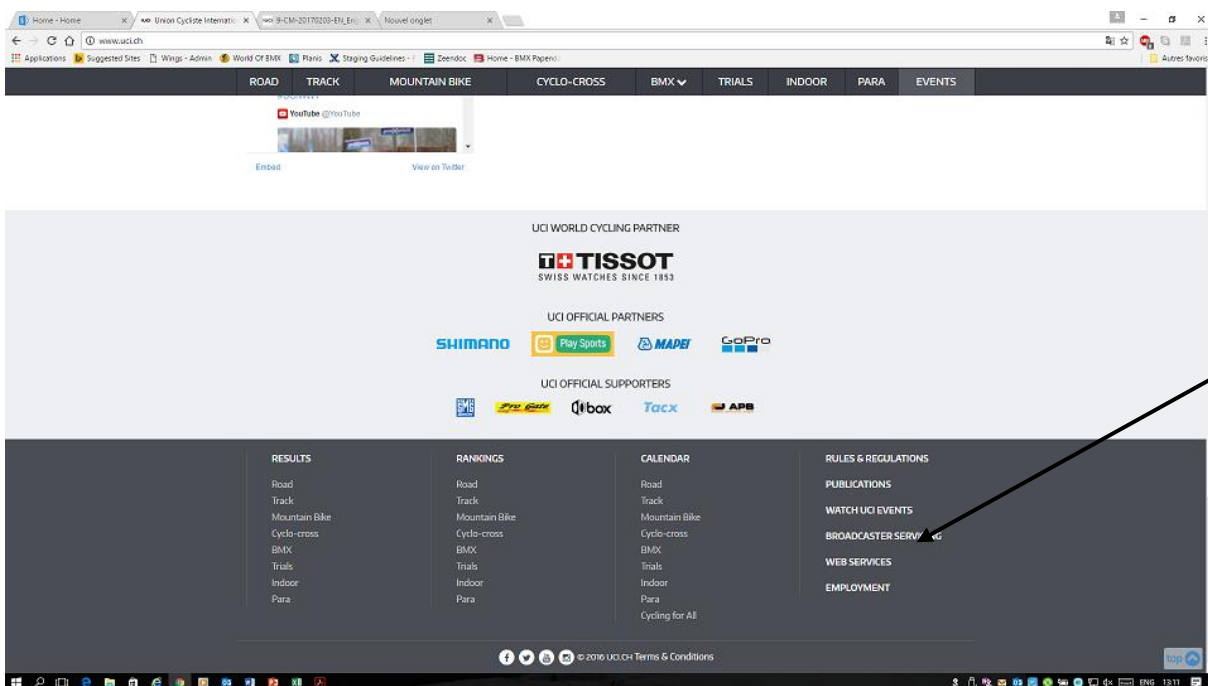 Home - Home
Union Cycliste Internatio
9-CM-20170203-EN_En
Nouvel onglet
www.uci.ch
Applications Suggested Sites Wings - Admin World Of BMX Planis Staging Guidelines - Zeendoc Home - BMX Papend Autres favoris
ROAD TRACK MOUNTAIN BIKE CYCLO-CROSS BMX TRIALS INDOOR PARA EVENTS
YouTube @YouTube
Embed View on Twitter
UCI WORLD CYCLING PARTNER
TISSOT
SWISS WATCHES SINCE 1853
UCI OFFICIAL PARTNERS
SHIMANO Play Sports MAPEI GoPro
UCI OFFICIAL SUPPORTERS
SMG Pro Gate box Tacx APB
RESULTS
Road
Track
Mountain Bike
Cyclo-cross
BMX
Trials
Indoor
Para
RANKINGS
Road
Track
Mountain Bike
Cyclo-cross
BMX
Trials
Indoor
Para
CALENDAR
Road
Track
Mountain Bike
Cyclo-cross
BMX
Trials
Indoor
Para
Cycling for All
RULES & REGULATIONS
PUBLICATIONS
WATCH UCI EVENTS
BROADCASTER SERVICING
WEB SERVICES
EMPLOYMENT
© 2016 UCI.CH Terms & Conditions
top
ENG 13:11